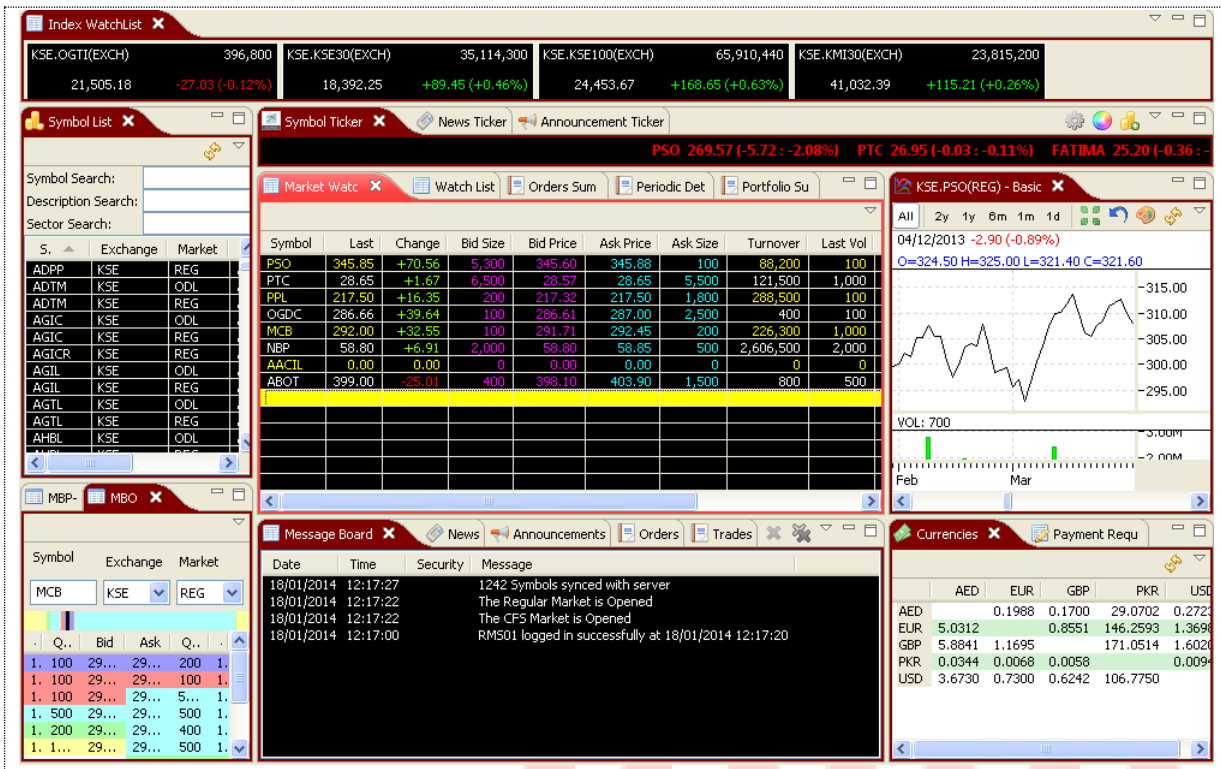 Index WatchList
KSE.OGTI(EXCH) 396,800 KSE.KSE30(EXCH) 35,114,300 KSE.KSE100(EXCH) 65,910,440 KSE.KMI30(EXCH) 23,815,200
21,505.18 -27.03 (-0.12%) 18,392.25 +89.45 (+0.46%) 24,453.67 +168.65 (+0.63%) 41,032.39 +115.21 (+0.26%)
Symbol List
Symbol Search:
Description Search:
Sector Search:
S. Exchange Market
ADPP KSE REG
ADTM KSE ODL
ADTM KSE REG
AGIC KSE ODL
AGIC KSE REG
AGICR KSE REG
AGIL KSE ODL
AGIL KSE REG
AGTL KSE ODL
AGTL KSE REG
AHBL KSE ODL
Symbol Ticker News Ticker Announcement Ticker
PSO 269.57 (-5.72 : -2.08%) PTC 26.95 (-0.03 : -0.11%) FATIMA 25.20 (-0.36 : -
Market Watc Watch List Orders Sum Periodic Det Portfolio Su
Symbol Last Change Bid Size Bid Price Ask Price Ask Size Turnover Last Vol
PSO 345.85 +70.56 5,300 345.60 345.88 100 88,200 100
PTC 28.65 +1.67 6,500 28.57 28.65 5,500 121,500 1,000
PPL 217.50 +16.35 200 217.32 217.50 1,800 288,500 100
OGDC 286.66 +39.64 100 286.61 287.00 2,500 400 100
MCB 292.00 +32.55 100 291.71 292.45 200 226,300 1,000
NBP 58.80 +6.91 2,000 58.80 58.85 500 2,606,500 2,000
AACIL 0.00 0.00 0 0.00 0.00 0 0 0
ABOT 399.00 -25.01 400 398.10 403.90 1,500 800 500
KSE.PSO(REG) - Basic
All 2y 1y 6m 1m 1d
04/12/2013 -2.90 (-0.89%)
O=324.50 H=325.00 L=321.40 C=321.60
315.00
310.00
305.00
300.00
295.00
VOL: 700
3.00M
2.00M
Feb Mar
MBP- MBO
Symbol Exchange Market
MCB KSE REG
. Q.. Bid Ask Q.. .
1. 100 29... 29... 200 1.
1. 100 29... 29... 100 1.
1. 100 29... 29... 5... 1.
1. 500 29... 29... 500 1.
1. 200 29... 29... 400 1.
1. 1... 29... 29... 500 1.
Message Board News Announcements Orders Trades
Date Time Security Message
18/01/2014 12:17:27 1242 Symbols synced with server
18/01/2014 12:17:22 The Regular Market is Opened
18/01/2014 12:17:22 The CFS Market is Opened
18/01/2014 12:17:00 RMS01 logged in successfully at 18/01/2014 12:17:20
Currencies Payment Requ
AED EUR GBP PKR USD
AED 0.1988 0.1700 29.0702 0.2723
EUR 5.0312 0.8551 146.2593 1.3698
GBP 5.8841 1.1695 171.0514 1.6020
PKR 0.0344 0.0068 0.0058 0.0094
USD 3.6730 0.7300 0.6242 106.7750